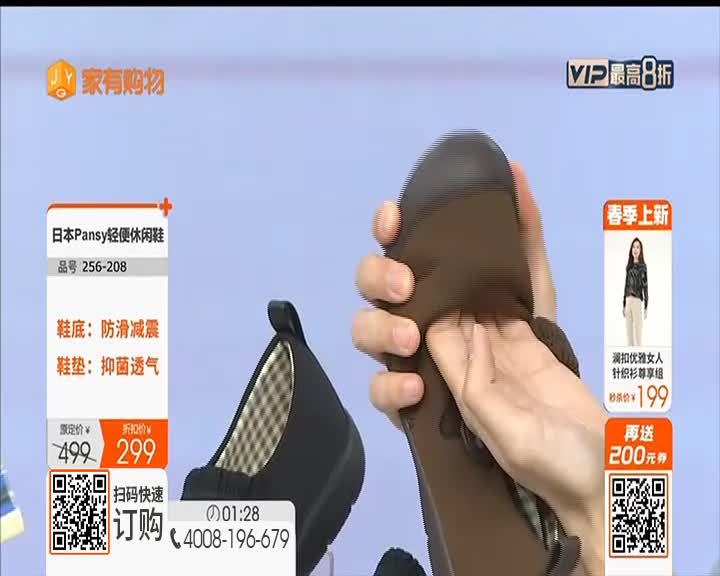 JYG 家有购物
VIP最高8折
日本Pansy轻便休闲鞋
品号 256-208
鞋底：防滑减震
鞋垫：抑菌透气
原定价￥
499
折扣价￥
299
扫码快速
订购
01:28
4008-196-679
春季上新
澜扣优雅女人
针织衫尊享组
秒杀价￥199
再送
200元券